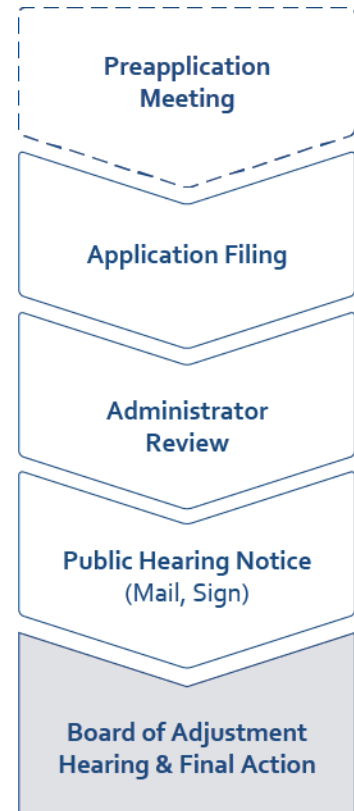 Preapplication
Meeting
Application Filing
Administrator
Review
Public Hearing Notice
(Mail, Sign)
Board of Adjustment
Hearing & Final Action